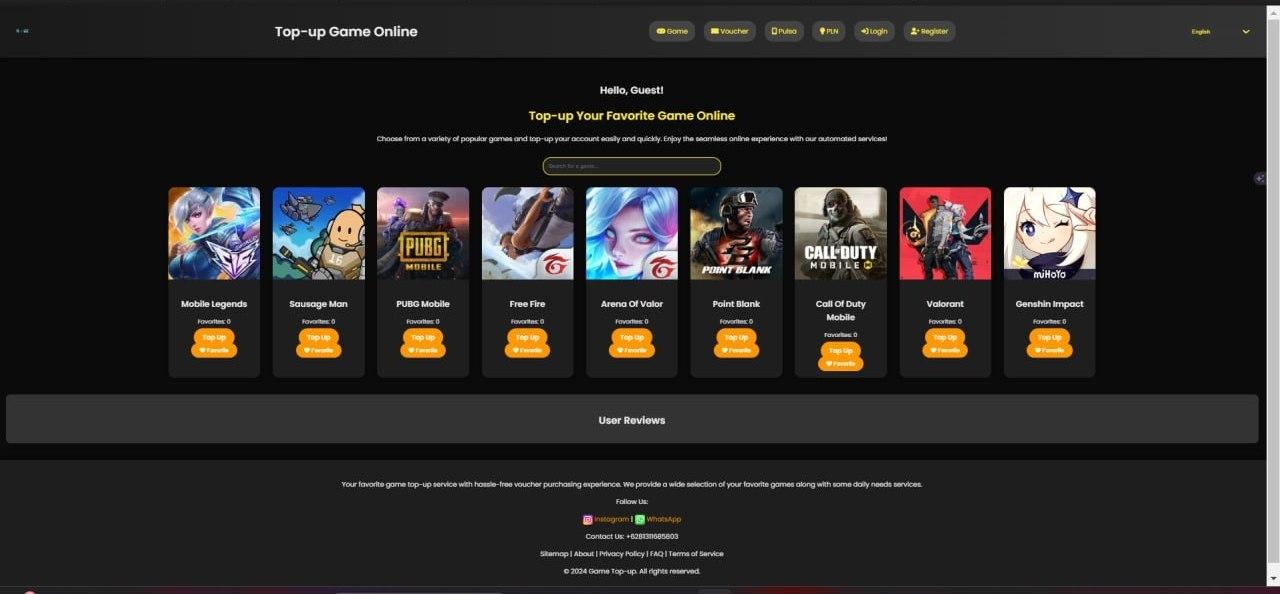 Top-up Game Online
Game Voucher Pulsa PLN Login Register
English
Hello, Guest!
Top-up Your Favorite Game Online
Choose from a variety of popular games and top-up your account easily and quickly. Enjoy the seamless online experience with our automated services!
Search for a game...
PUBG
MOBILE
POINT BLANK
CALL OF DUTY
MOBILE
miHoYo
16
Mobile Legends Sausage Man PUBG Mobile Free Fire Arena Of Valor Point Blank Call Of Duty Mobile Valorant Genshin Impact
Favorites: 0 Favorites: 0 Favorites: 0 Favorites: 0 Favorites: 0 Favorites: 0 Favorites: 0 Favorites: 0 Favorites: 0
Top Up Top Up Top Up Top Up Top Up Top Up Top Up Top Up Top Up
Favorite Favorite Favorite Favorite Favorite Favorite Favorite Favorite Favorite
User Reviews
Your favorite game top-up service with hassle-free voucher purchasing experience. We provide a wide selection of your favorite games along with some daily needs services.
Follow Us:
Instagram | WhatsApp
Contact Us: +6281311685803
Sitemap | About | Privacy Policy | FAQ | Terms of Service
© 2024 Game Top-up. All rights reserved.